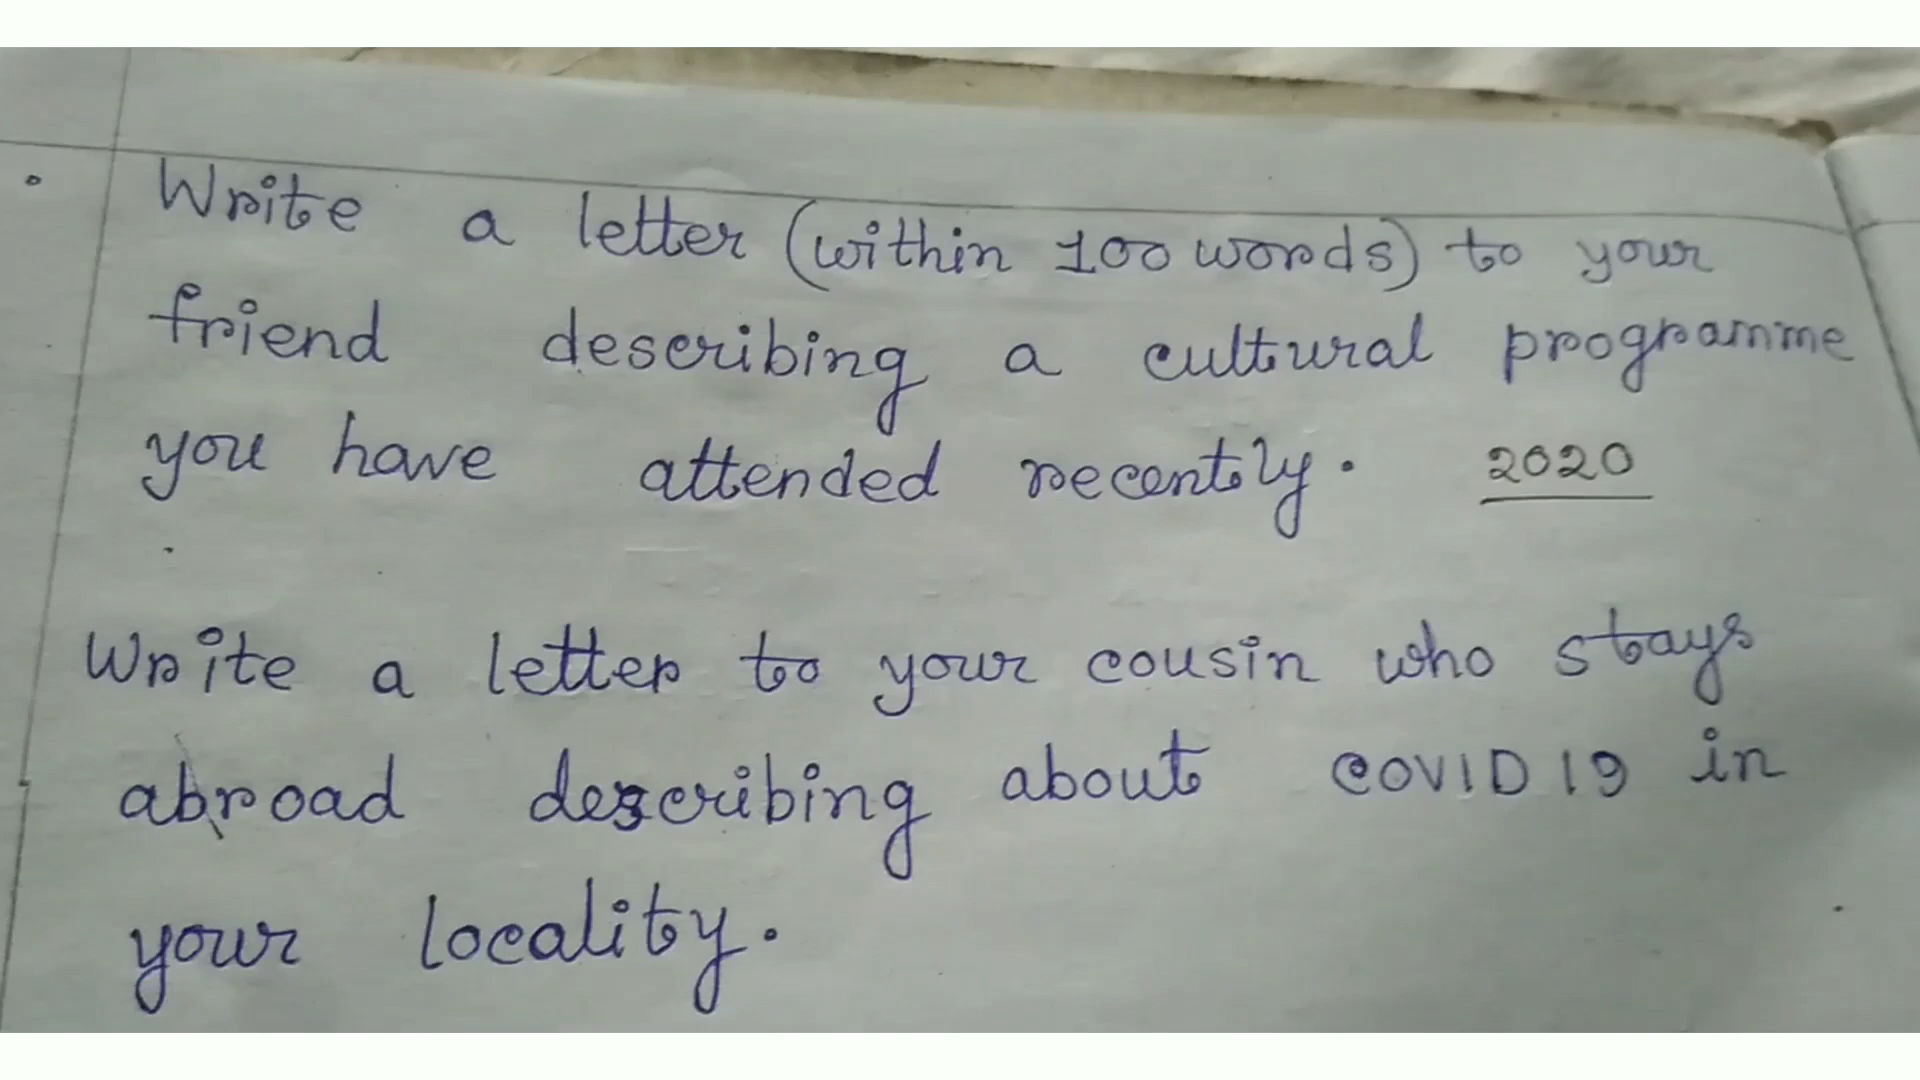 Write a letter (within 100 words) to your
friend describing a cultural programme
you have attended recently. 2020
Write a letter to your cousin who stays
abroad describing about COVID 19 in
your locality.